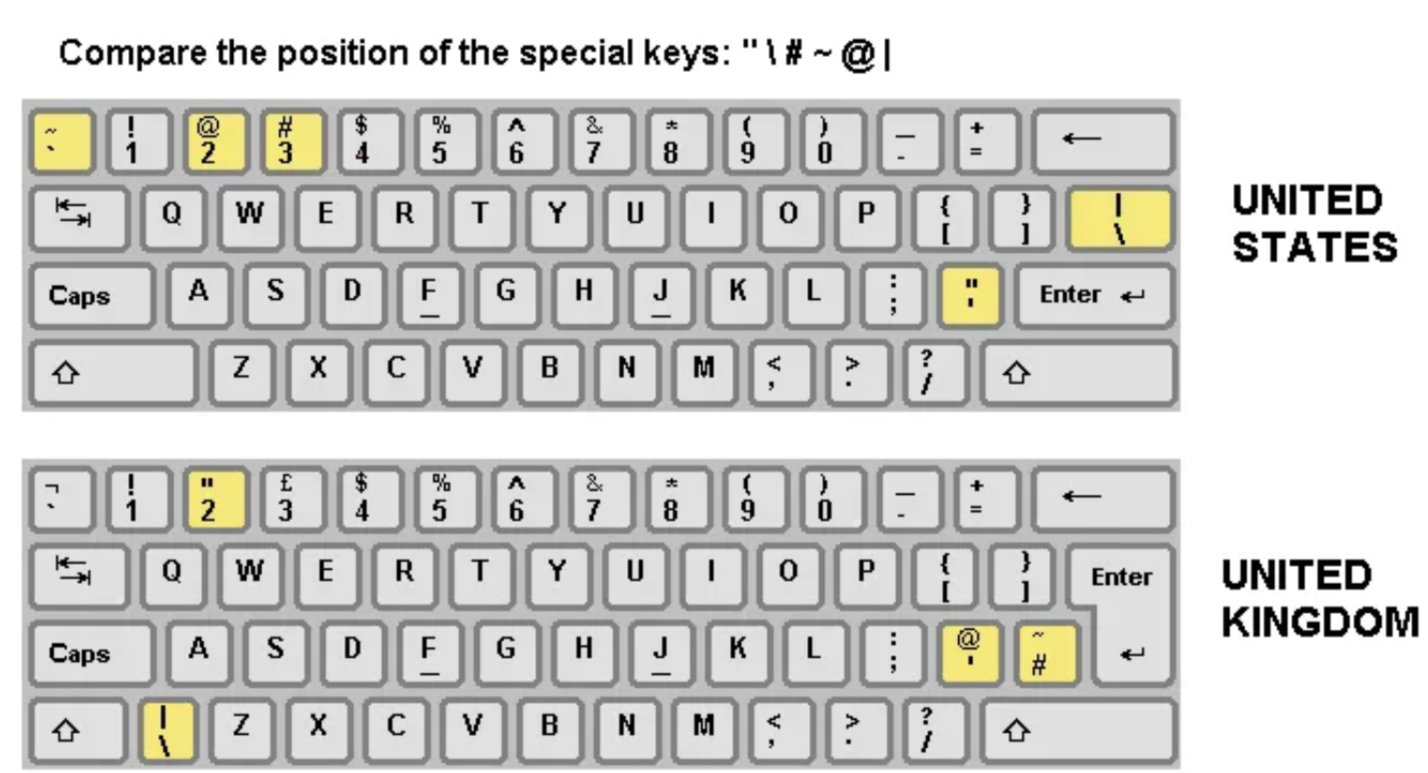 Compare the position of the special keys: " \ # ~ @ |
~ ! @ # $ % ^ & * ( ) _ +
` 1 2 3 4 5 6 7 8 9 0 - = ←
Q W E R T Y U I O P { } |
[ ] \
UNITED
STATES
Caps A S D F G H J K L : "
; ' Enter ↵
⇧ Z X C V B N M < > ? ⇧
, . /
¬ ! " £ $ % ^ & * ( ) _ +
` 1 2 3 4 5 6 7 8 9 0 - = ←
Q W E R T Y U I O P { } Enter
[ ]
UNITED
KINGDOM
Caps A S D F G H J K L : @ ~
; ' # ↵
⇧ | Z X C V B N M < > ? ⇧
\ , . /